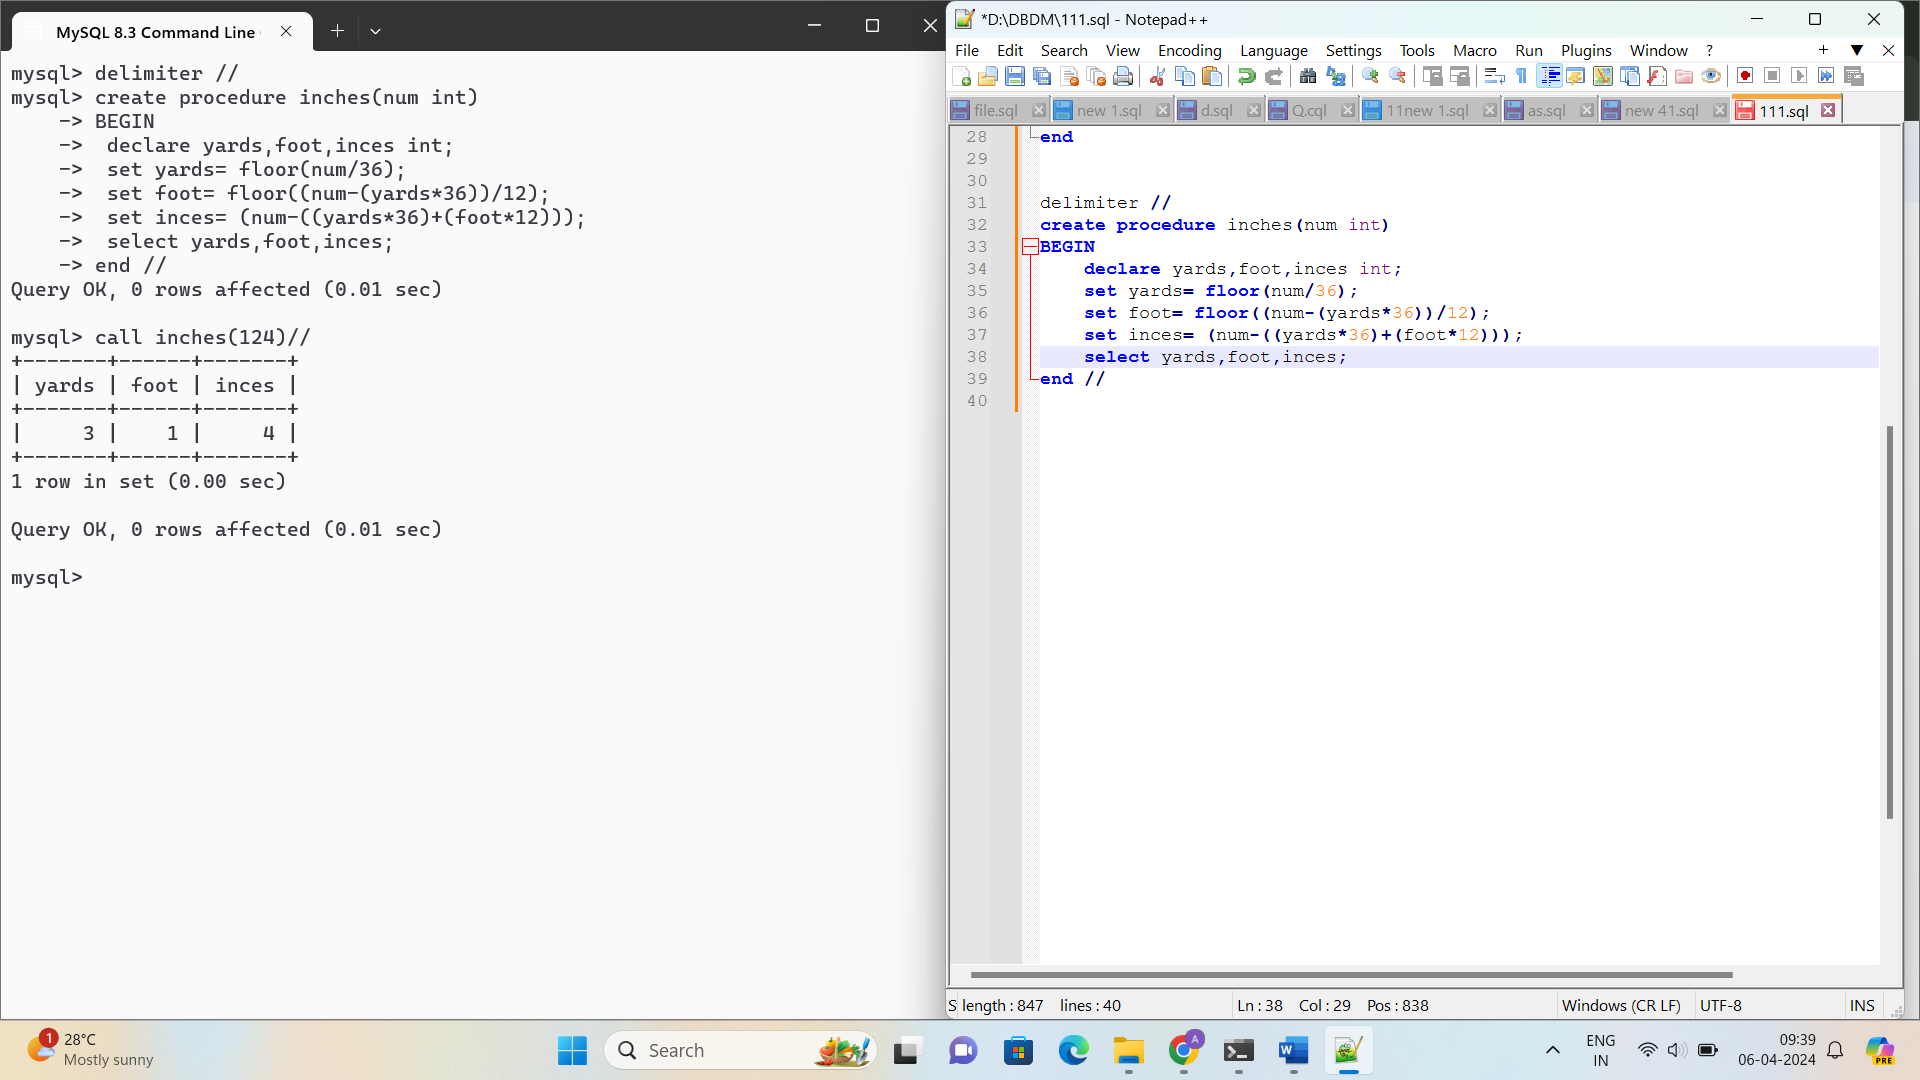 MySQL 8.3 Command Line
mysql> delimiter //
mysql> create procedure inches(num int)
    -> BEGIN
    ->  declare yards,foot,inces int;
    ->  set yards= floor(num/36);
    ->  set foot= floor((num-(yards*36))/12);
    ->  set inces= (num-((yards*36)+(foot*12)));
    ->  select yards,foot,inces;
    -> end //
Query OK, 0 rows affected (0.01 sec)
mysql> call inches(124)//
+-------+------+-------+
| yards | foot | inces |
+-------+------+-------+
|     3 |    1 |     4 |
+-------+------+-------+
1 row in set (0.00 sec)
Query OK, 0 rows affected (0.01 sec)
mysql>
*D:\DBDM\111.sql - Notepad++
File Edit Search View Encoding Language Settings Tools Macro Run Plugins Window ?
file.sql new 1.sql d.sql Q.cql 11new 1.sql as.sql new 41.sql 111.sql
28 end
29
30
31 delimiter //
32 create procedure inches(num int)
33 BEGIN
34     declare yards,foot,inces int;
35     set yards= floor(num/36);
36     set foot= floor((num-(yards*36))/12);
37     set inces= (num-((yards*36)+(foot*12)));
38     select yards,foot,inces;
39 end //
40
S length : 847 lines : 40 Ln : 38 Col : 29 Pos : 838 Windows (CR LF) UTF-8 INS
1
28°C
Mostly sunny
Search
A
W
PRE
ENG
IN
09:39
06-04-2024